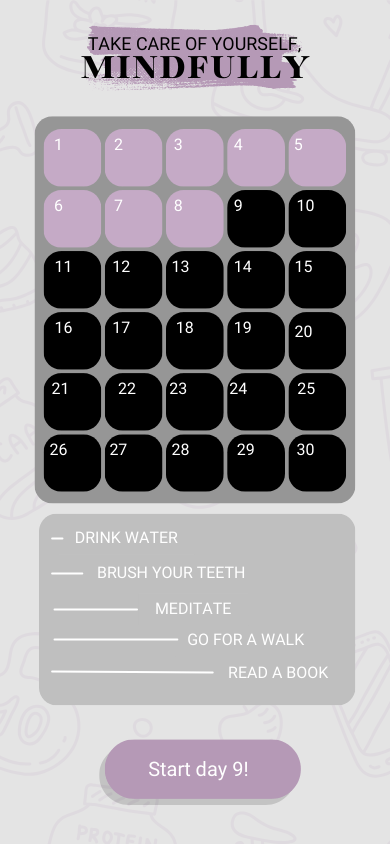 TAKE CARE OF YOURSELF,
MINDFULLY
1 2 3 4 5
6 7 8 9 10
11 12 13 14 15
16 17 18 19 20
21 22 23 24 25
26 27 28 29 30
DRINK WATER
BRUSH YOUR TEETH
MEDITATE
GO FOR A WALK
READ A BOOK
10
Start day 9!
PROTEIN